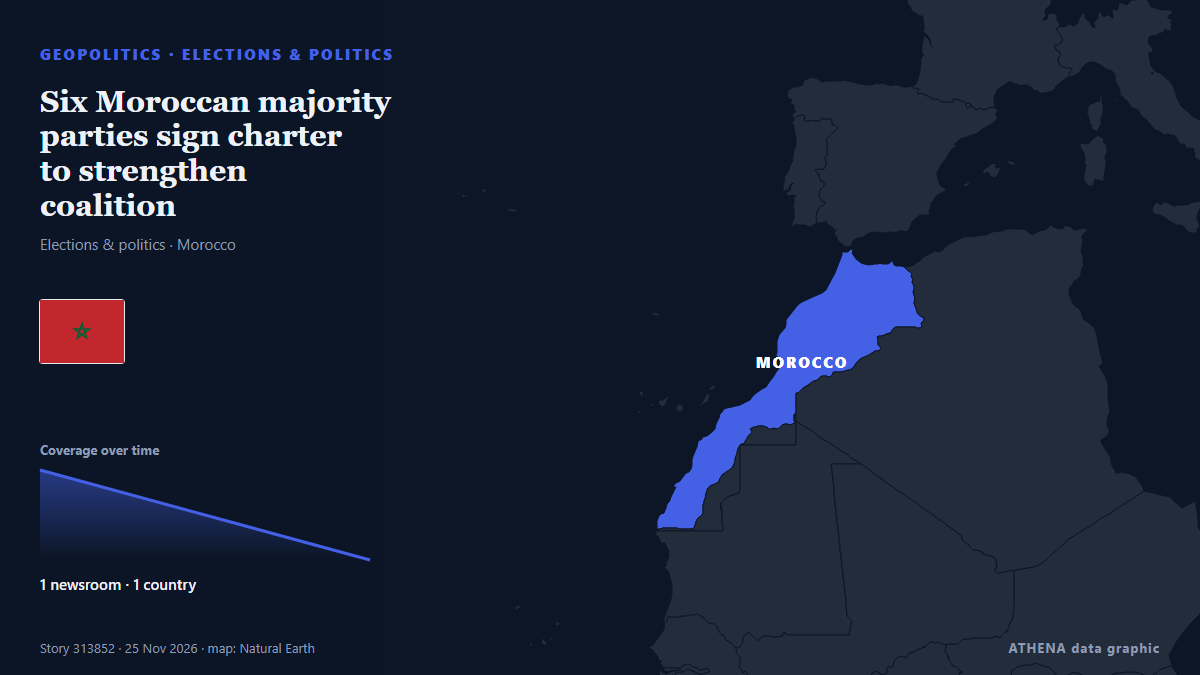 GEOPOLITICS · ELECTIONS & POLITICS
Six Moroccan majority
parties sign charter
to strengthen
coalition
Elections & politics · Morocco
MOROCCO
Coverage over time
1 newsroom · 1 country
Story 313852 · 25 Nov 2026 · map: Natural Earth
ATHENA data graphic